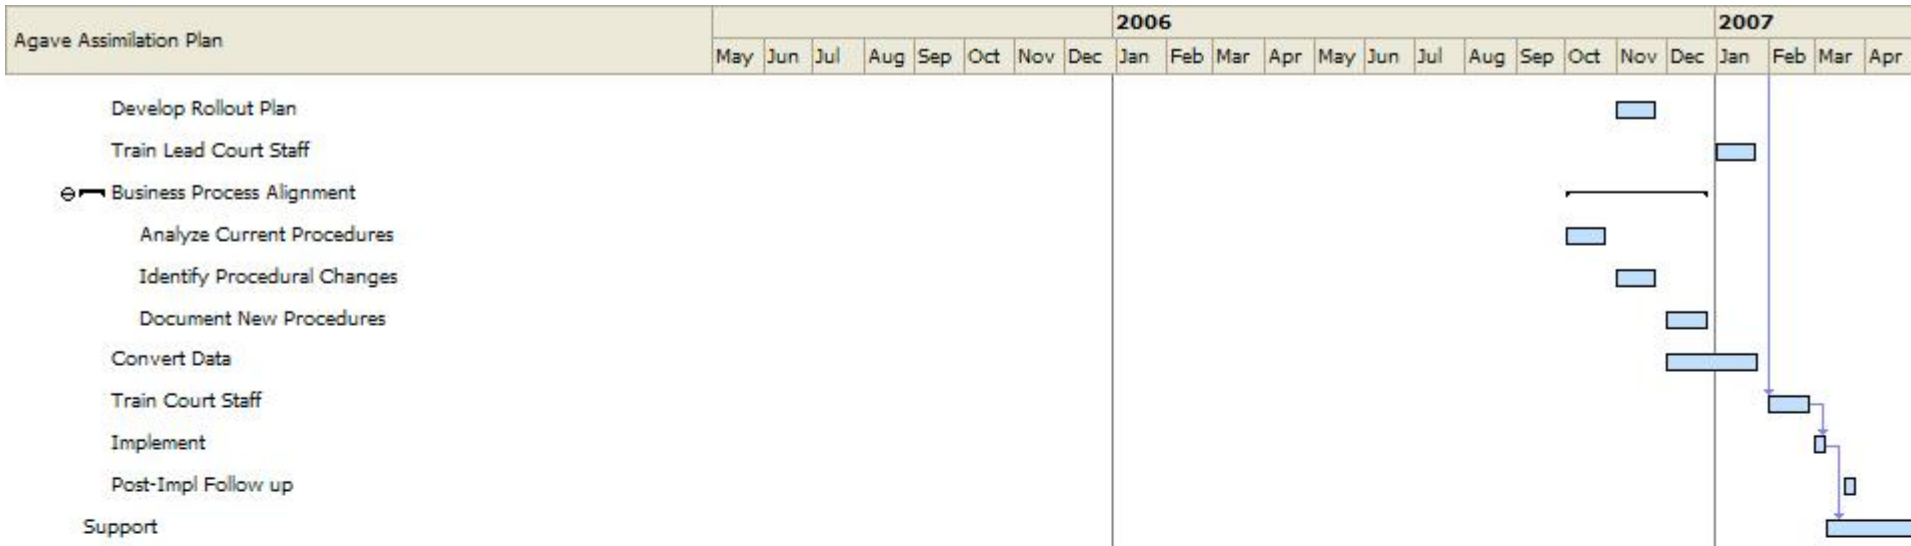 2006 2007
Agave Assimilation Plan
May Jun Jul Aug Sep Oct Nov Dec Jan Feb Mar Apr May Jun Jul Aug Sep Oct Nov Dec Jan Feb Mar Apr
Develop Rollout Plan
Train Lead Court Staff
Business Process Alignment
Analyze Current Procedures
Identify Procedural Changes
Document New Procedures
Convert Data
Train Court Staff
Implement
Post-Impl Follow up
Support